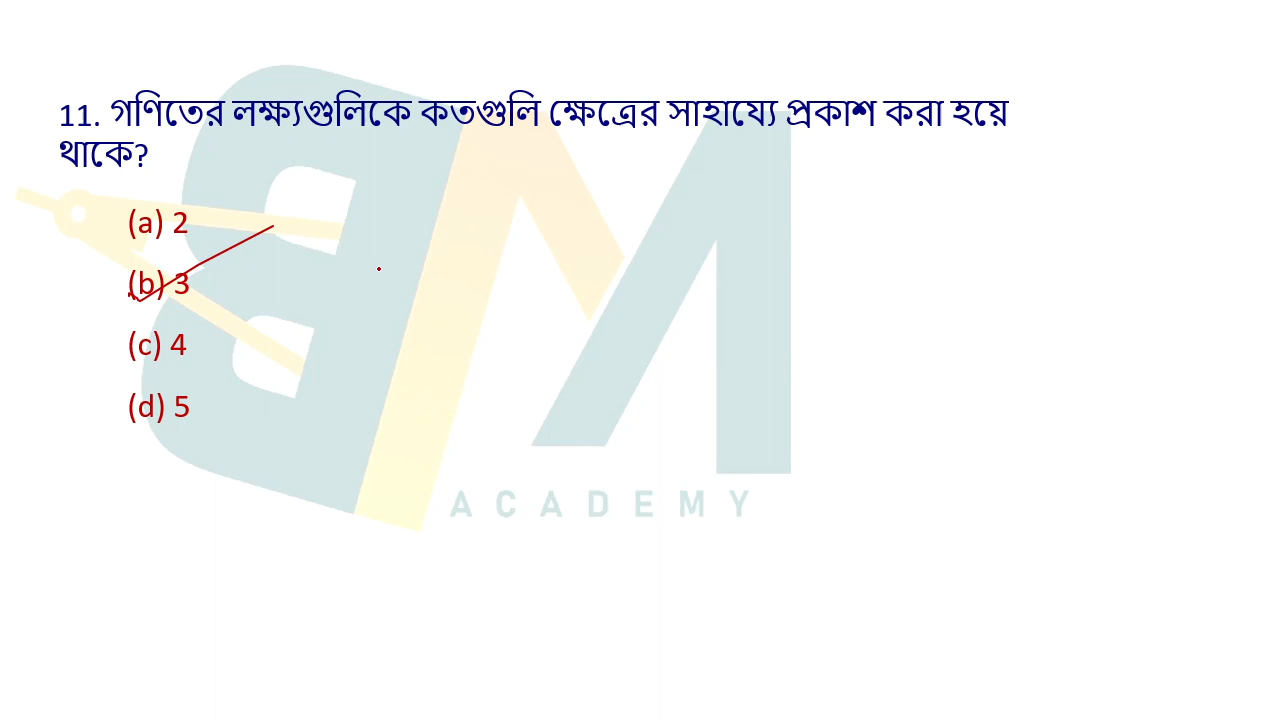 11. গণিতের লক্ষ্যগুলিকে কতগুলি ক্ষেত্রের সাহায্যে প্রকাশ করা হয়ে
থাকে?
(a) 2
(b) 3
(c) 4
(d) 5
ACADEMY